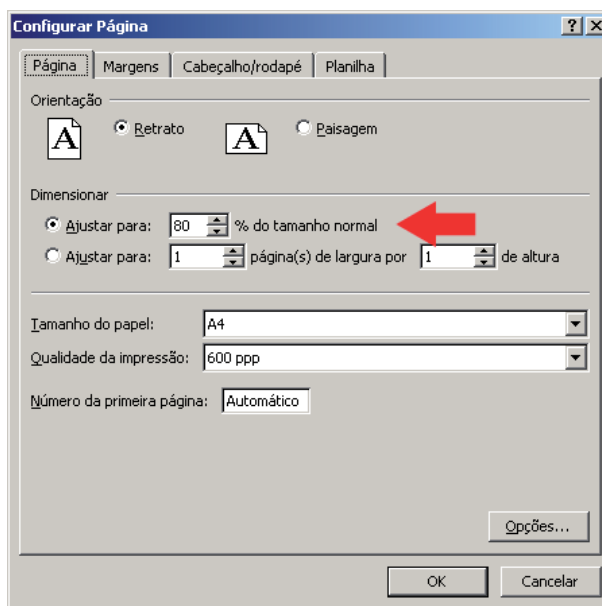 Configurar Página
Página Margens Cabeçalho/rodapé Planilha
Orientação
A Retrato A Paisagem
Dimensionar
Ajustar para: 80 % do tamanho normal
Ajustar para: 1 página(s) de largura por 1 de altura
Tamanho do papel: A4
Qualidade da impressão: 600 ppp
Número da primeira página: Automático
Opções...
OK Cancelar